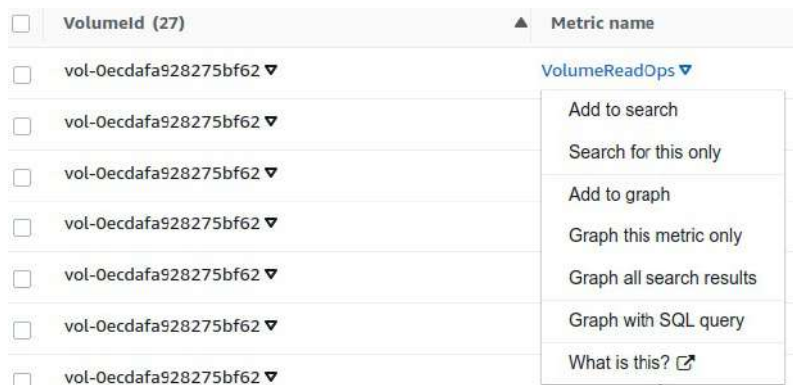 VolumeId (27) Metric name
vol-0ecdafa928275bf62 VolumeReadOps
Add to search
vol-0ecdafa928275bf62
Search for this only
vol-0ecdafa928275bf62
Add to graph
vol-0ecdafa928275bf62
Graph this metric only
vol-0ecdafa928275bf62
Graph all search results
vol-0ecdafa928275bf62
Graph with SQL query
What is this?
vol-0ecdafa928275bf62